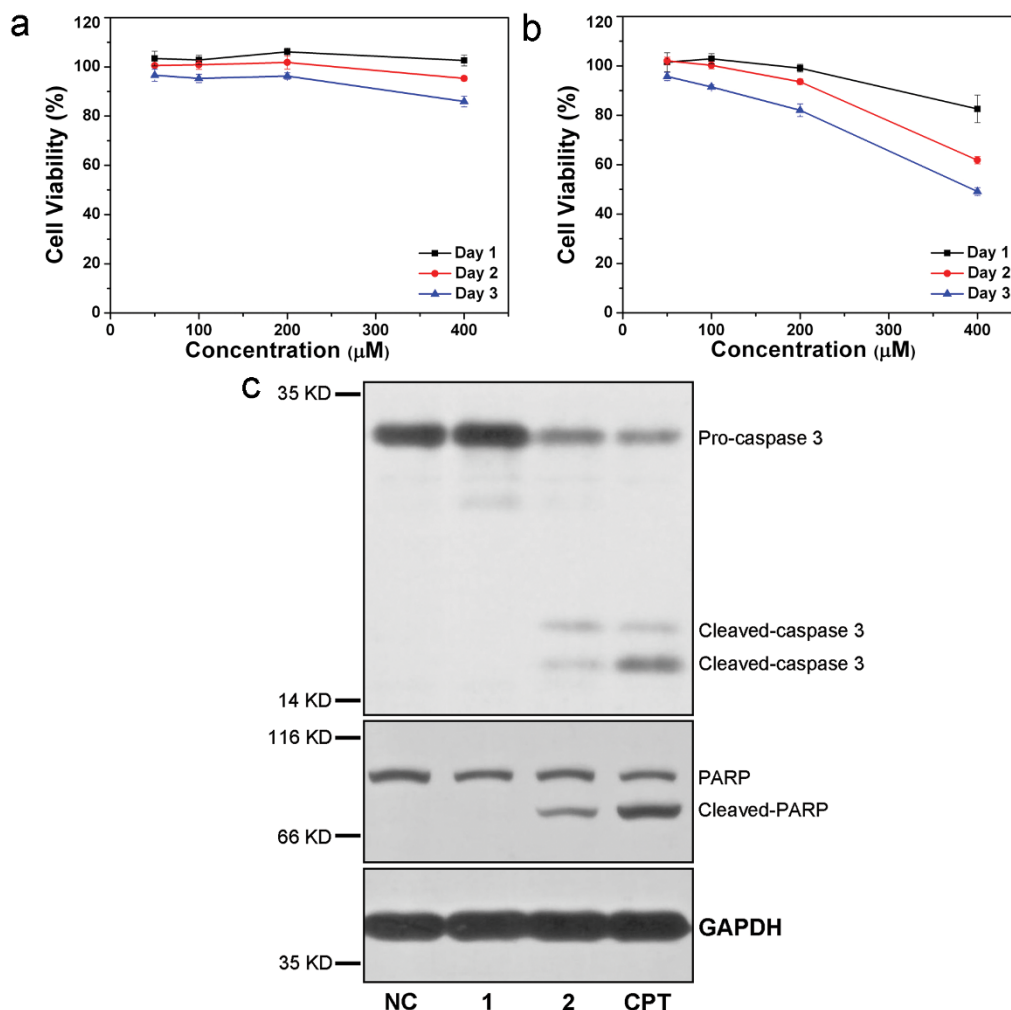 a
120
100
80
60
40
20
0
Cell Viability (%)
Day 1
Day 2
Day 3
0
100
200
300
400
Concentration (μM)
b
120
100
80
60
40
20
0
Cell Viability (%)
Day 1
Day 2
Day 3
0
100
200
300
400
Concentration (μM)
c
35 KD
Pro-caspase 3
Cleaved-caspase 3
Cleaved-caspase 3
14 KD
116 KD
PARP
Cleaved-PARP
66 KD
GAPDH
35 KD
NC 1 2 CPT